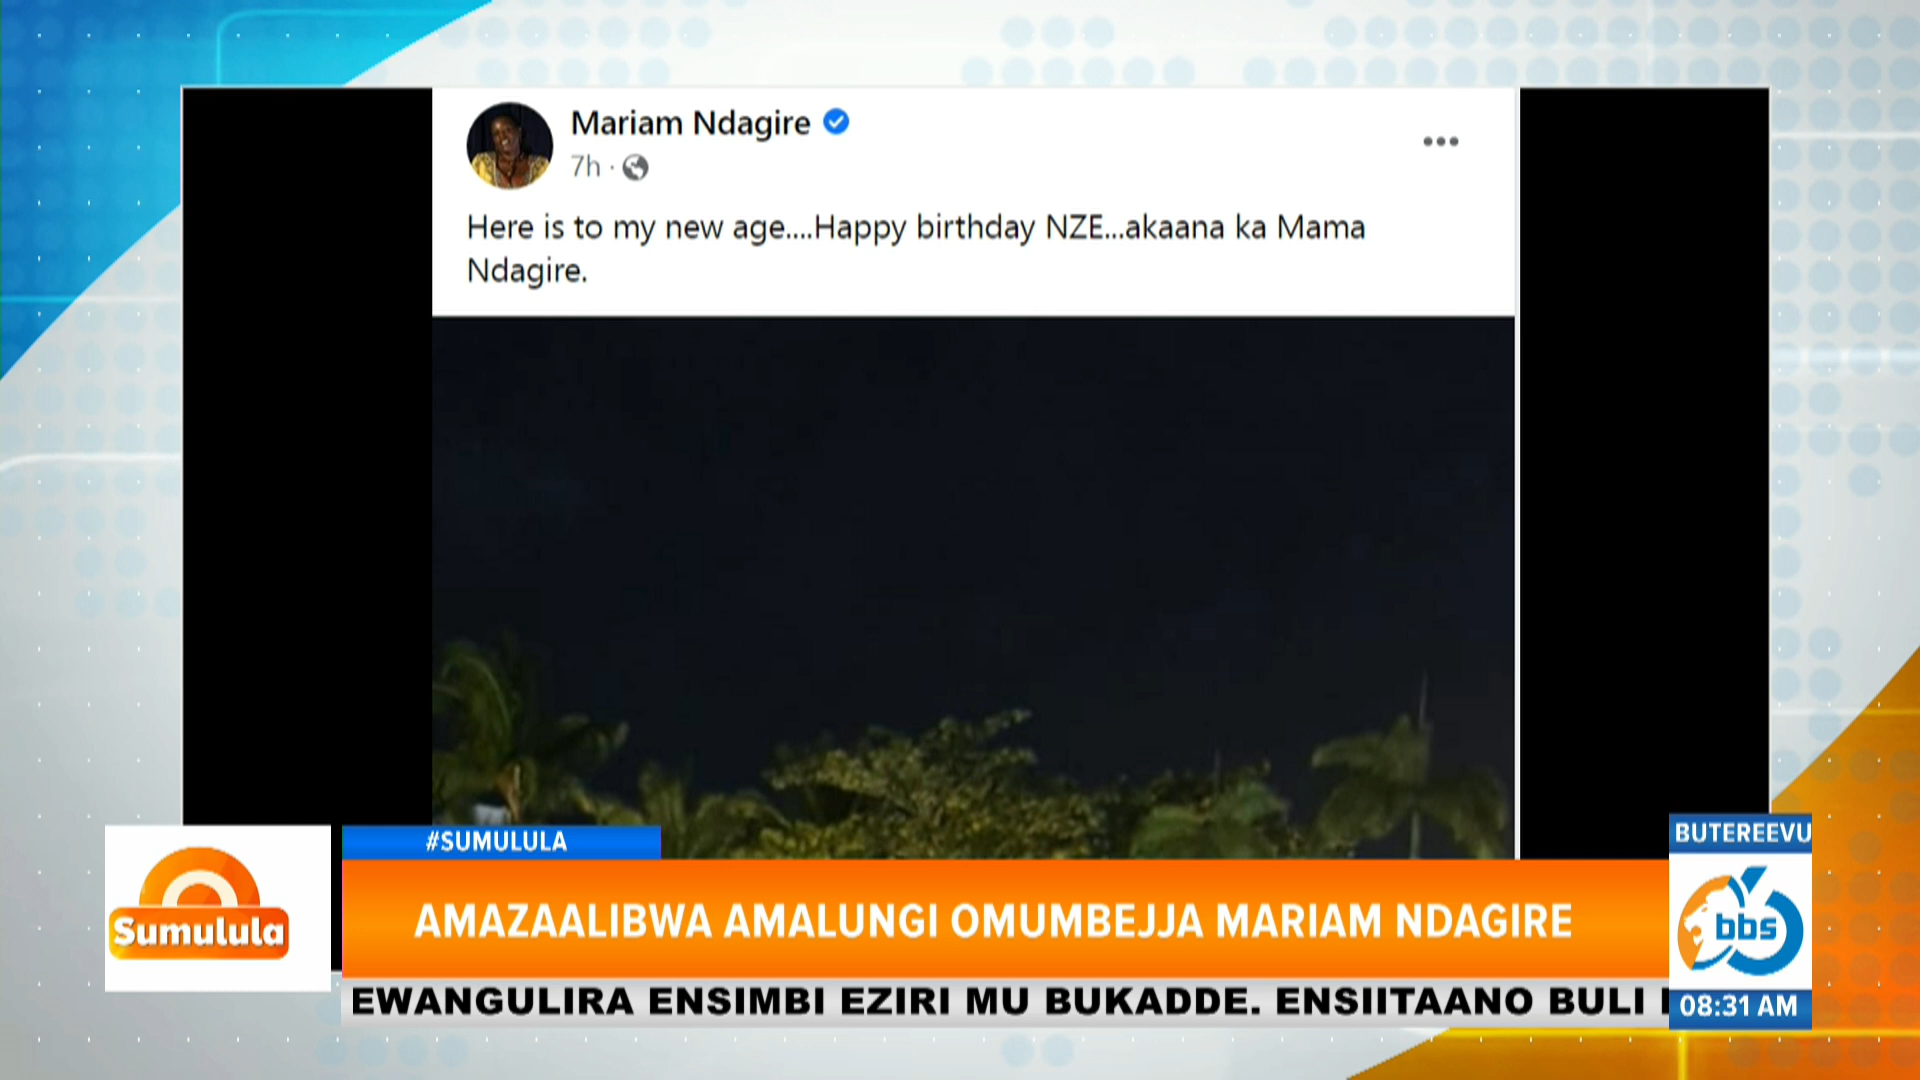 Mariam Ndagire
7h ·
Here is to my new age....Happy birthday NZE...akaana ka Mama
Ndagire.
#SUMULULA
BUTEREEVU
Sumulula
AMAZAALIBWA AMALUNGI OMUMBEJJA MARIAM NDAGIRE
bbs
EWANGULIRA ENSIMBI EZIRI MU BUKADDE. ENSIITAANO BULI
08:31 AM